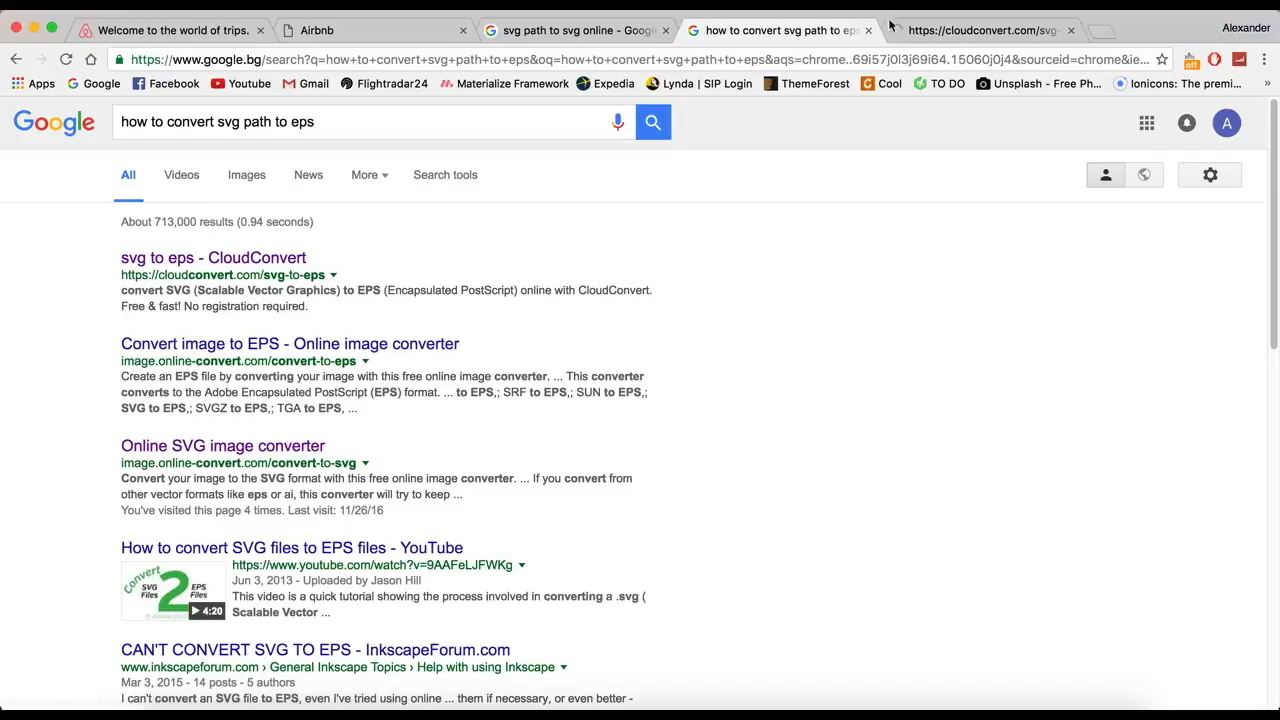 Welcome to the world of trips.
Airbnb
svg path to svg online - Googl
how to convert svg path to eps
https://cloudconvert.com/svg-
Alexander
https://www.google.bg/search?q=how+to+convert+svg+path+to+eps&oq=how+to+convert+svg+path+to+eps&aqs=chrome..69i57j0l3j69i64.15060j0j4&sourceid=chrome&ie...
off
Apps
Google
Facebook
Youtube
Gmail
Flightradar24
Materialize Framework
Expedia
Lynda | SIP Login
ThemeForest
Cool
TO DO
Unsplash - Free Ph...
Ionicons: The premi...
»
Google
how to convert svg path to eps
A
All
Videos
Images
News
More
Search tools
About 713,000 results (0.94 seconds)
svg to eps - CloudConvert
https://cloudconvert.com/svg-to-eps
convert SVG (Scalable Vector Graphics) to EPS (Encapsulated PostScript) online with CloudConvert.
Free & fast! No registration required.
Convert image to EPS - Online image converter
image.online-convert.com/convert-to-eps
Create an EPS file by converting your image with this free online image converter. ... This converter
converts to the Adobe Encapsulated PostScript (EPS) format. ... to EPS,; SRF to EPS,; SUN to EPS,;
SVG to EPS,; SVGZ to EPS,; TGA to EPS, ...
Online SVG image converter
image.online-convert.com/convert-to-svg
Convert your image to the SVG format with this free online image converter. ... If you convert from
other vector formats like eps or ai, this converter will try to keep ...
You've visited this page 4 times. Last visit: 11/26/16
How to convert SVG files to EPS files - YouTube
https://www.youtube.com/watch?v=9AAFeLJFWKg
Jun 3, 2013 - Uploaded by Jason Hill
This video is a quick tutorial showing the process involved in converting a .svg (
Scalable Vector ...
Convert
SVG
Files
2
EPS
Files
4:20
CAN'T CONVERT SVG TO EPS - InkscapeForum.com
www.inkscapeforum.com › General Inkscape Topics › Help with using Inkscape
Mar 3, 2015 - 14 posts - 5 authors
I can't convert an SVG file to EPS, even I've tried using online ... them if necessary, or even better -